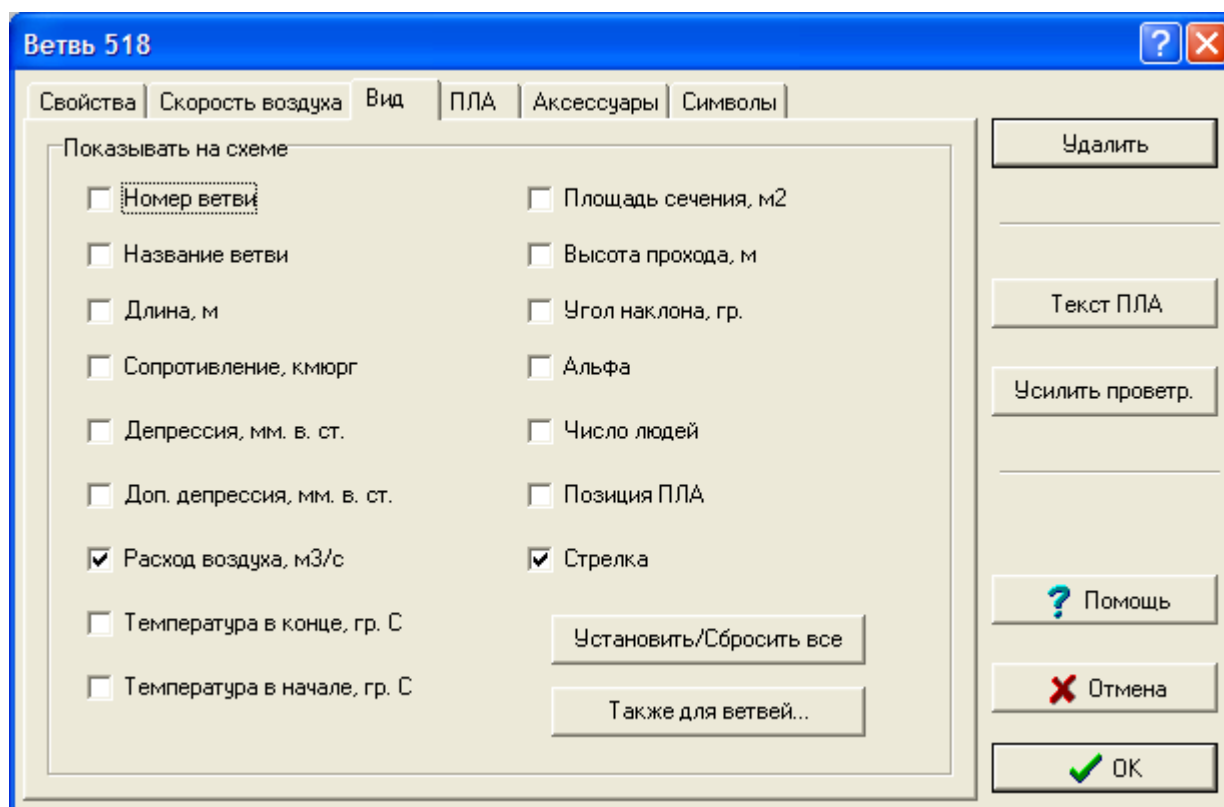 Ветвь 518
Свойства Скорость воздуха Вид ПЛА Аксессуары Символы
Показывать на схеме
Номер ветви
Название ветви
Длина, м
Сопротивление, кмюрг
Депрессия, мм. в. ст.
Доп. депрессия, мм. в. ст.
Расход воздуха, м3/с
Температура в конце, гр. С
Температура в начале, гр. С
Площадь сечения, м2
Высота прохода, м
Угол наклона, гр.
Альфа
Число людей
Позиция ПЛА
Стрелка
Установить/Сбросить все
Также для ветвей...
Удалить
Текст ПЛА
Усилить проветр.
? Помощь
Отмена
OK